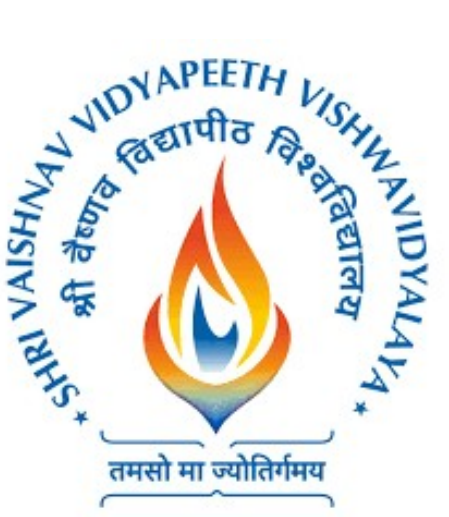 * SHRI VAISHNAV VIDYAPEETH VISHWAVIDYALAYA *
श्री वैष्णव विद्यापीठ विश्वविद्यालय
तमसो मा ज्योतिर्गमय